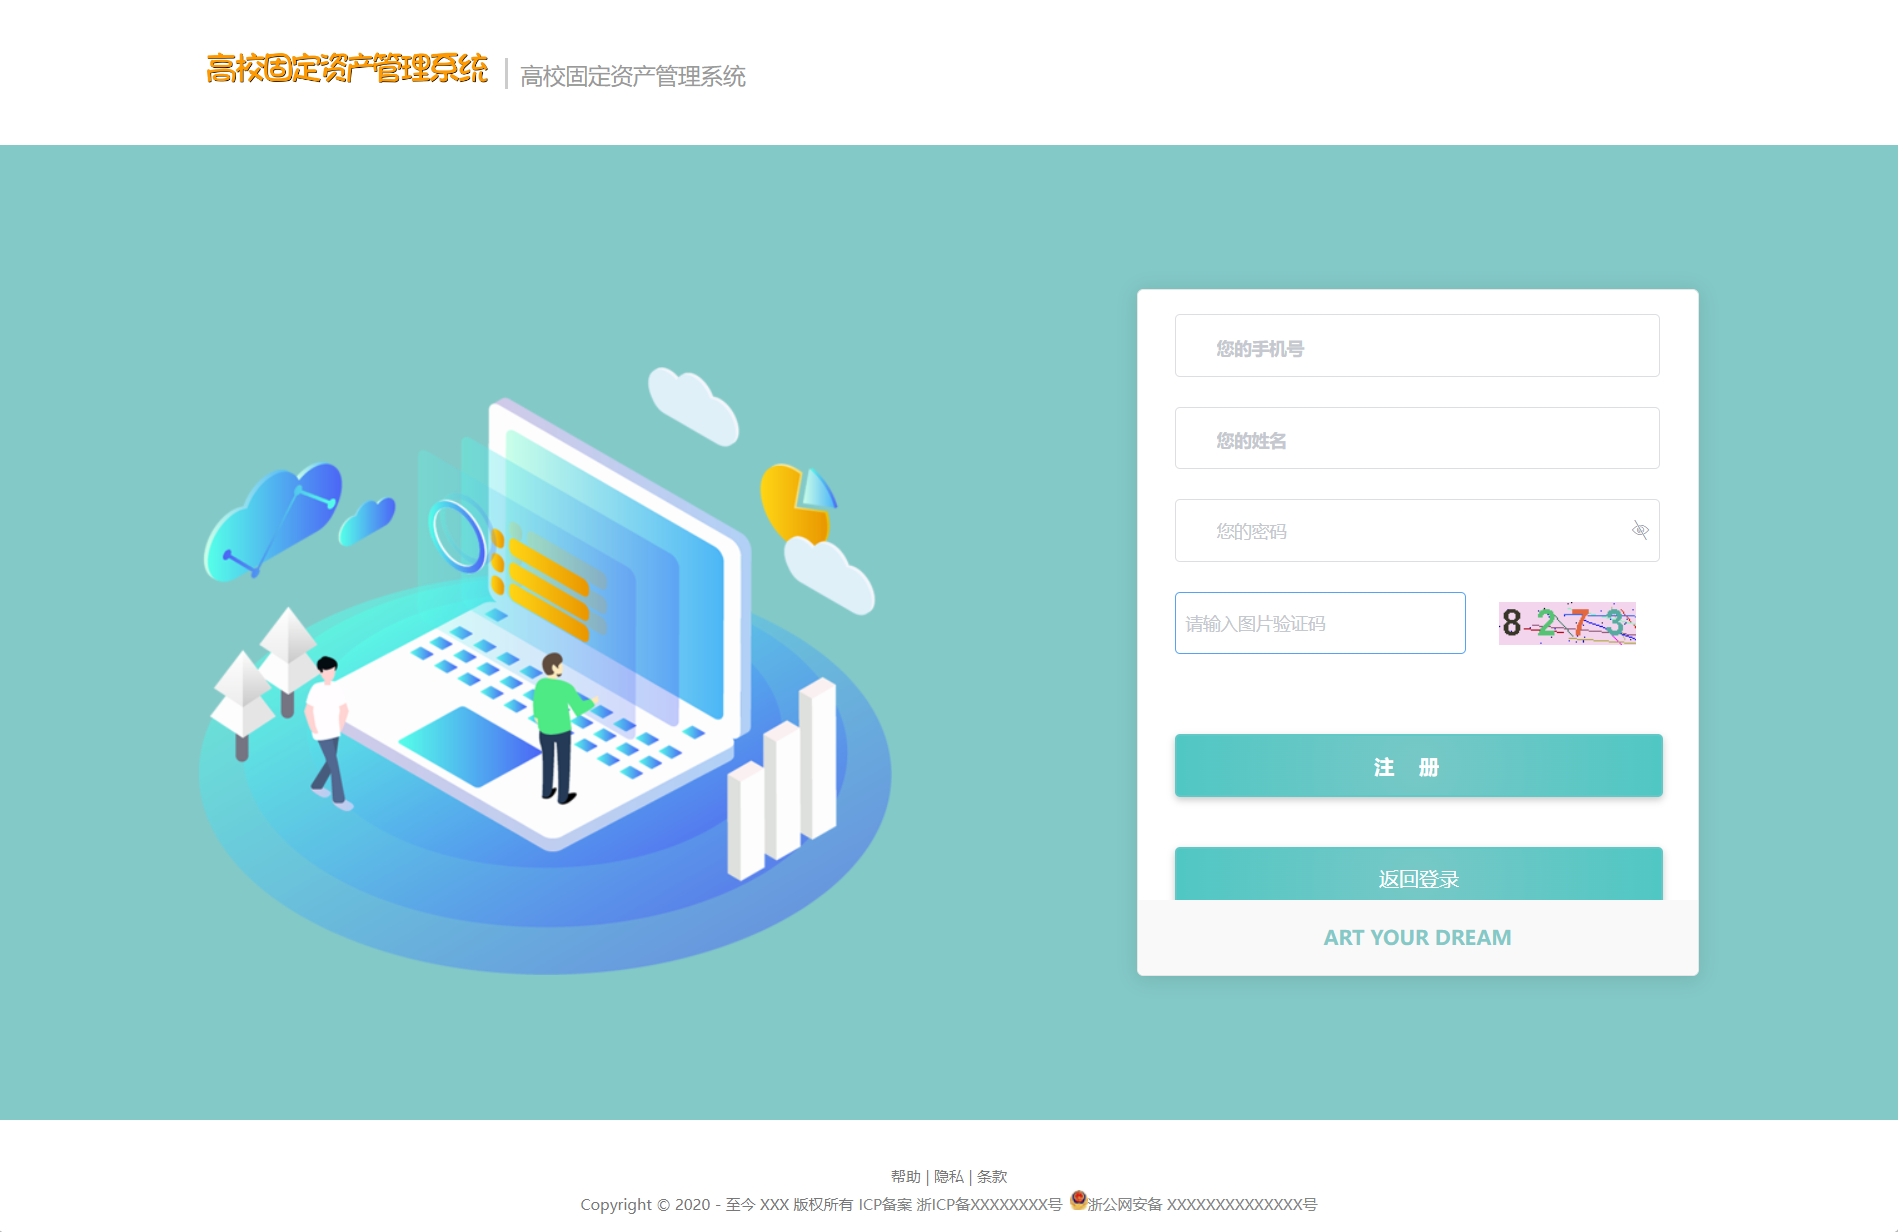 高校固定资产管理系统
高校固定资产管理系统
您的手机号
您的姓名
您的密码
请输入图片验证码
8273
注 册
返回登录
ART YOUR DREAM
帮助 | 隐私 | 条款
Copyright © 2020 - 至今 XXX 版权所有 ICP备案 浙ICP备XXXXXXXX号 浙公网安备 XXXXXXXXXXXXXX号